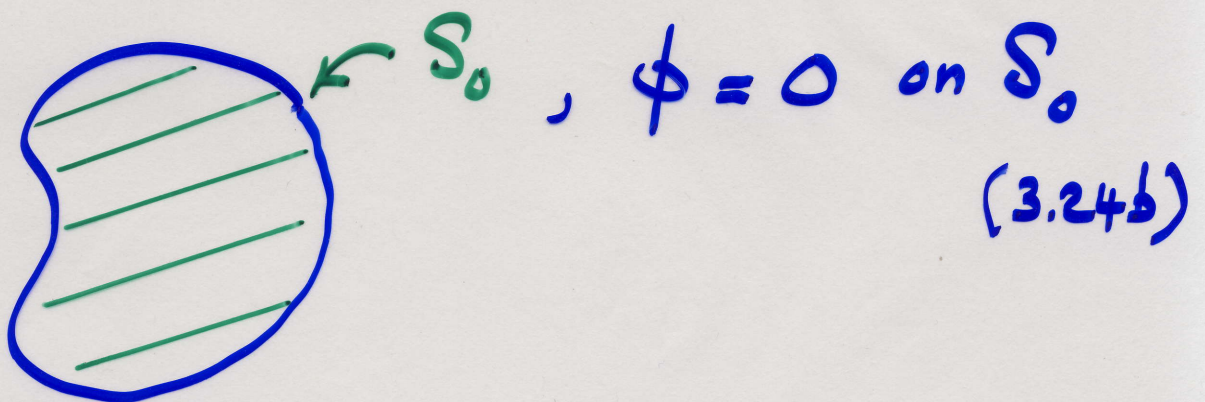 S₀ , ϕ = 0 on S₀
(3.24b)